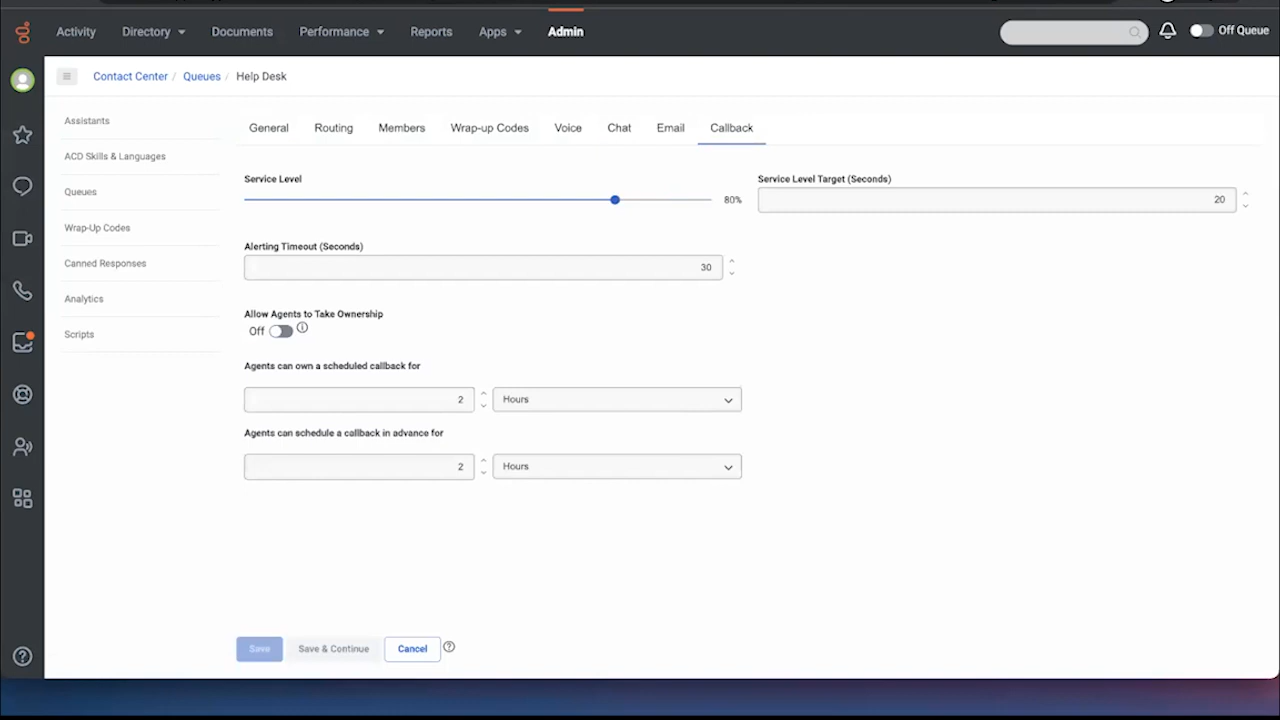 Activity Directory Documents Performance Reports Apps Admin Off Queue
Contact Center / Queues / Help Desk
Assistants
ACD Skills & Languages
Queues
Wrap-Up Codes
Canned Responses
Analytics
Scripts
General Routing Members Wrap-up Codes Voice Chat Email Callback
Service Level
80%
Service Level Target (Seconds)
20
Alerting Timeout (Seconds)
30
Allow Agents to Take Ownership
Off
Agents can own a scheduled callback for
2 Hours
Agents can schedule a callback in advance for
2 Hours
Save Save & Continue Cancel